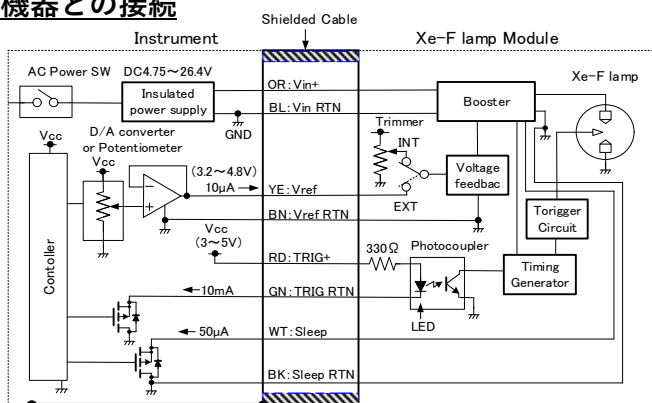 機器との接続
Shielded Cable
Instrument
Xe-F lamp Module
AC Power SW
DC4.75～26.4V
Insulated
power supply
OR:Vin+
BL:Vin RTN
GND
Booster
Xe-F lamp
Vcc
D/A converter
or Potentiometer
Vcc
(3.2～4.8V)
10μA
YE:Vref
BN:Vref RTN
Trimmer
INT
EXT
Voltage
feedbac
Torigger
Circuit
Timing
Generator
Contoller
Vcc
(3～5V)
RD:TRIG+
330Ω
Photocoupler
LED
10mA
GN:TRIG RTN
50μA
WT:Sleep
BK:Sleep RTN